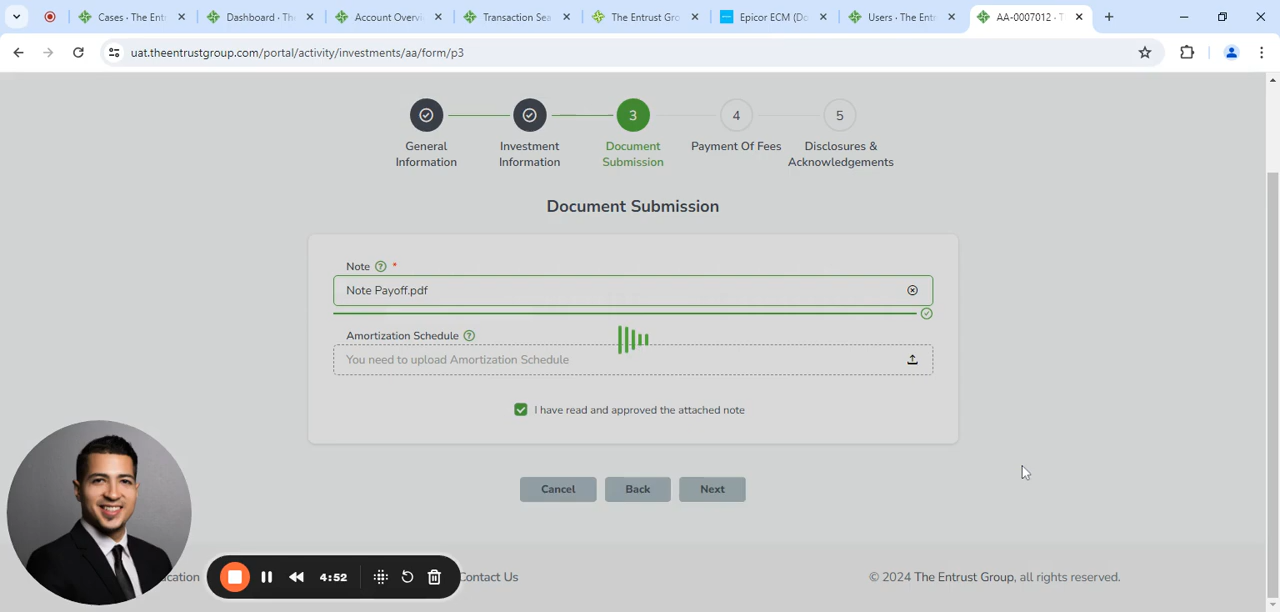 Cases · The Ent
Dashboard · The
Account Overvi
Transaction Sea
The Entrust Gro
Epicor ECM (Do
Users · The Ent
AA-0007012 · T
uat.theentrustgroup.com/portal/activity/investments/aa/form/p3
3
4
5
General Information
Investment Information
Document Submission
Payment Of Fees
Disclosures & Acknowledgements
Document Submission
Note ? *
Note Payoff.pdf
Amortization Schedule ?
You need to upload Amortization Schedule
I have read and approved the attached note
Cancel
Back
Next
cation
Contact Us
© 2024 The Entrust Group, all rights reserved.
4:52